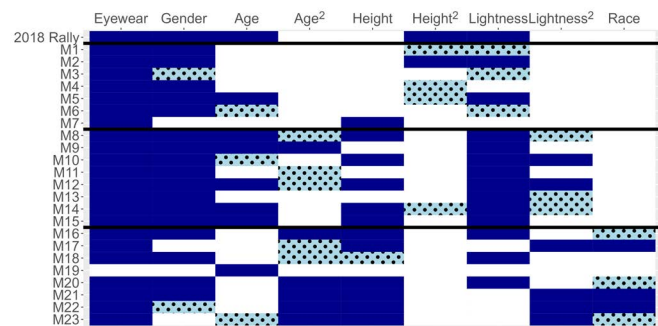 Eyewear Gender Age Age² Height Height² Lightness Lightness² Race
2018 Rally
M1
M2
M3
M4
M5
M6
M7
M8
M9
M10
M11
M12
M13
M14
M15
M16
M17
M18
M19
M20
M21
M22
M23